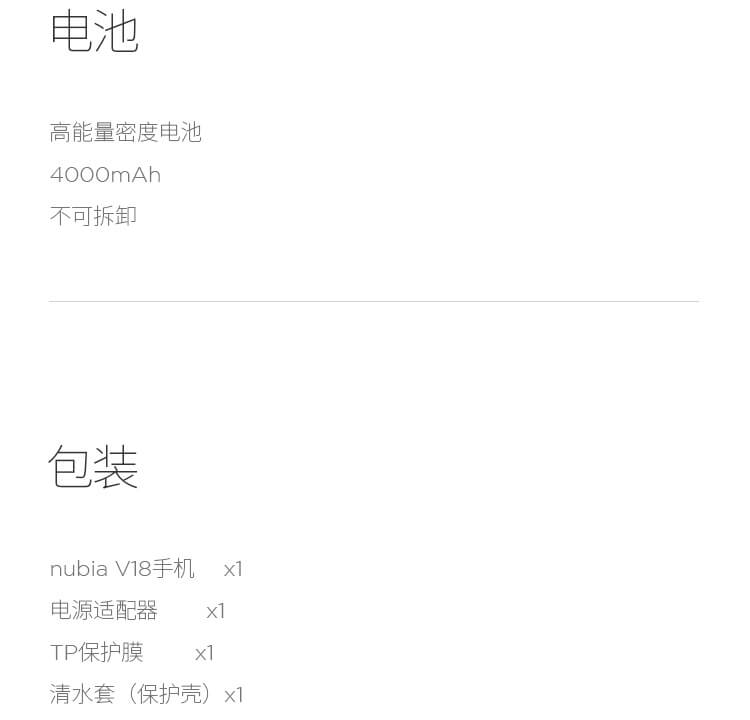 电池
高能量密度电池
4000mAh
不可拆卸
包装
nubia V18手机 x1
电源适配器 x1
TP保护膜 x1
清水套（保护壳）x1